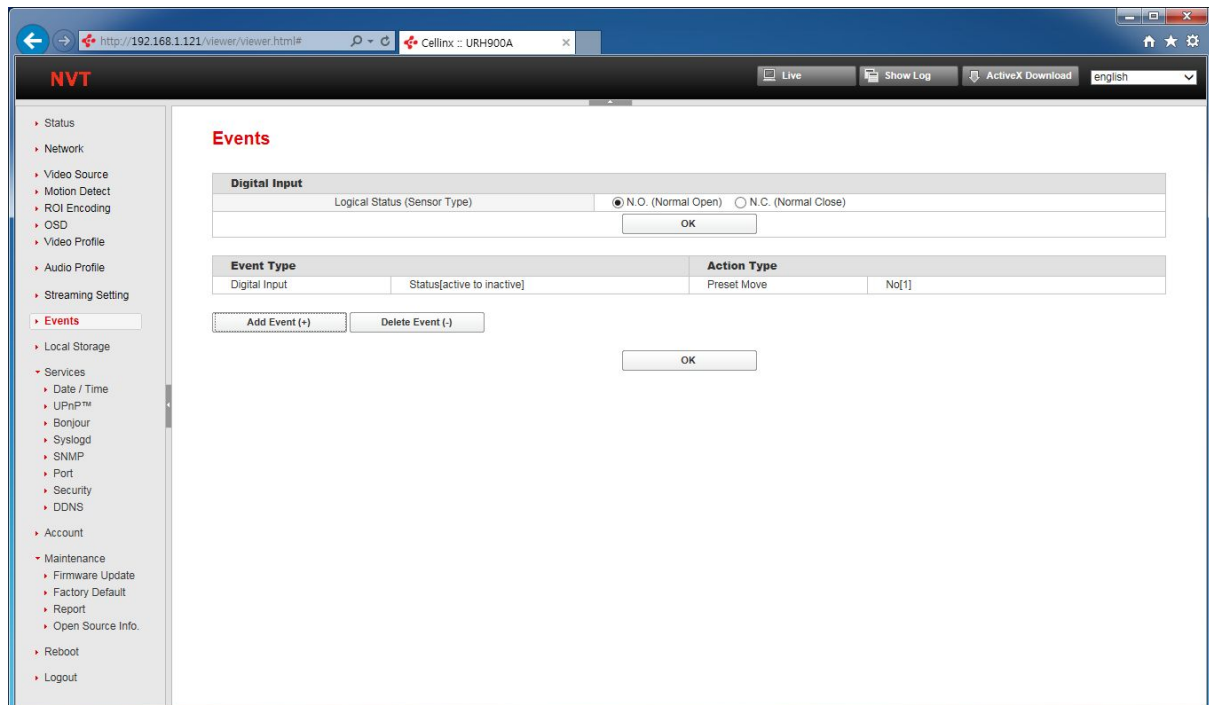 http://192.168.1.121/viewer/viewer.html#
Cellinx :: URH900A
NVT
Live
Show Log
ActiveX Download
english
Status
Network
Video Source
Motion Detect
ROI Encoding
OSD
Video Profile
Audio Profile
Streaming Setting
Events
Local Storage
Services
Date / Time
UPnP™
Bonjour
Syslogd
SNMP
Port
Security
DDNS
Account
Maintenance
Firmware Update
Factory Default
Report
Open Source Info.
Reboot
Logout
Events
Digital Input
Logical Status (Sensor Type) N.O. (Normal Open) N.C. (Normal Close)
OK
Event Type Action Type
Digital Input Status[active to inactive] Preset Move No[1]
Add Event (+) Delete Event (-)
OK